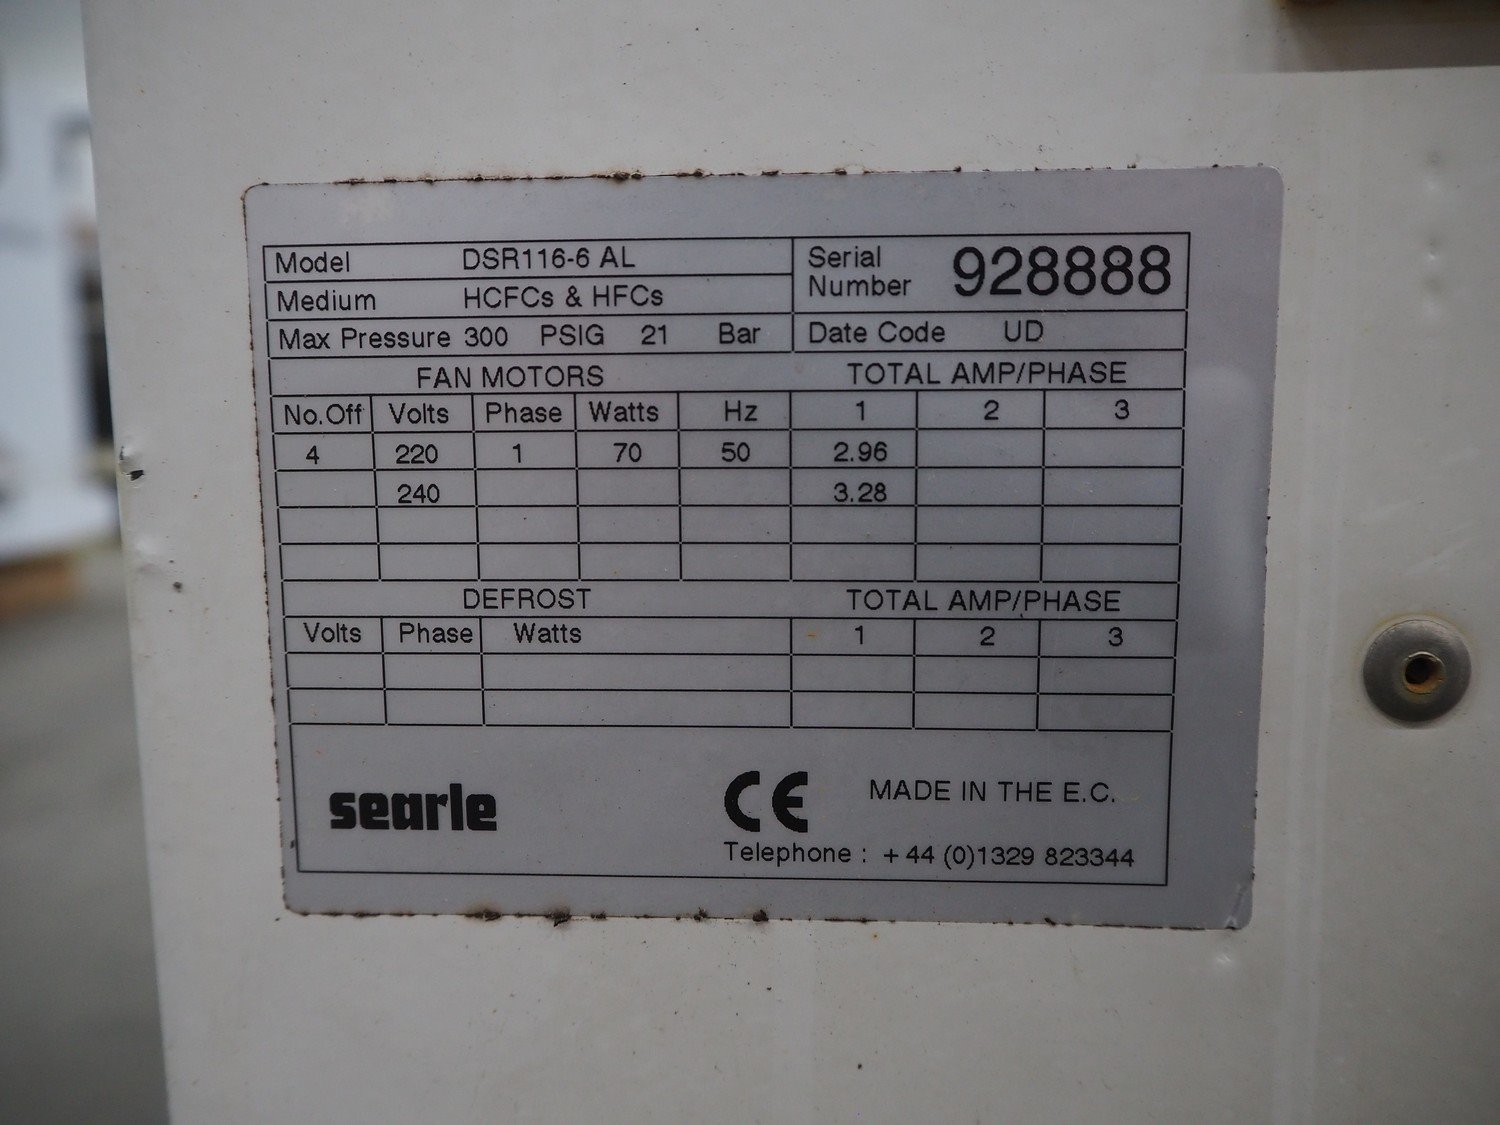 Model DSR116-6 AL
Serial Number 928888
Medium HCFCs & HFCs
Max Pressure 300 PSIG 21 Bar
Date Code UD
FAN MOTORS TOTAL AMP/PHASE
No.Off Volts Phase Watts Hz 1 2 3
4 220 1 70 50 2.96
240 3.28
DEFROST TOTAL AMP/PHASE
Volts Phase Watts 1 2 3
searle CE MADE IN THE E.C.
Telephone : +44 (0)1329 823344